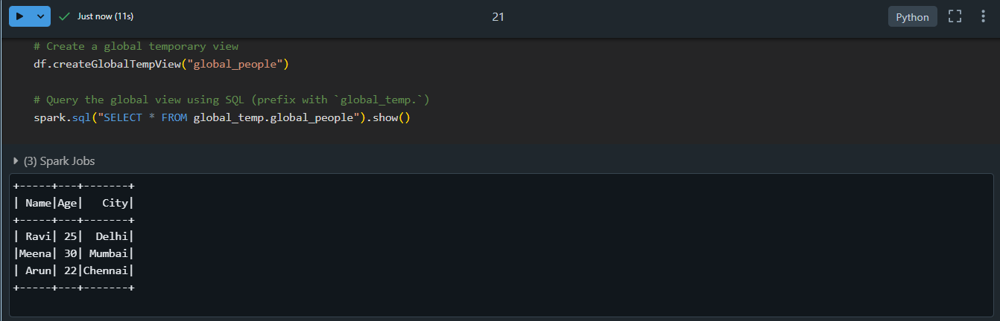 Just now (11s)
21
Python
# Create a global temporary view
df.createGlobalTempView("global_people")
# Query the global view using SQL (prefix with `global_temp.`)
spark.sql("SELECT * FROM global_temp.global_people").show()
(3) Spark Jobs
+-----+---+-------+
| Name|Age|   City|
+-----+---+-------+
| Ravi| 25|  Delhi|
|Meena| 30| Mumbai|
| Arun| 22|Chennai|
+-----+---+-------+